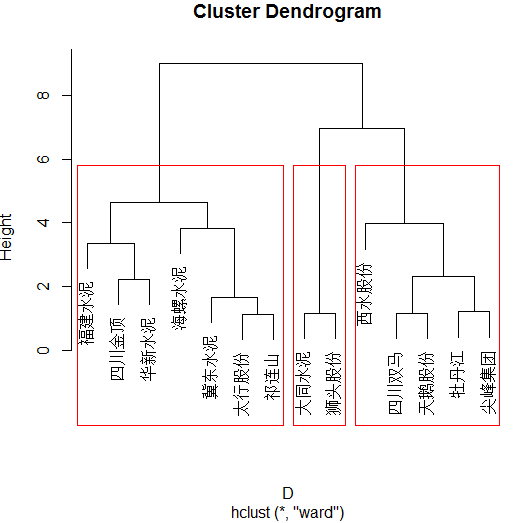 Cluster Dendrogram
Height
8
6
4
2
0
福建水泥
四川金顶
华新水泥
海螺水泥
冀东水泥
太行股份
祁连山
大同水泥
狮头股份
西水股份
四川双马
天鹅股份
牡丹江
尖峰集团
D
hclust (*, "ward")